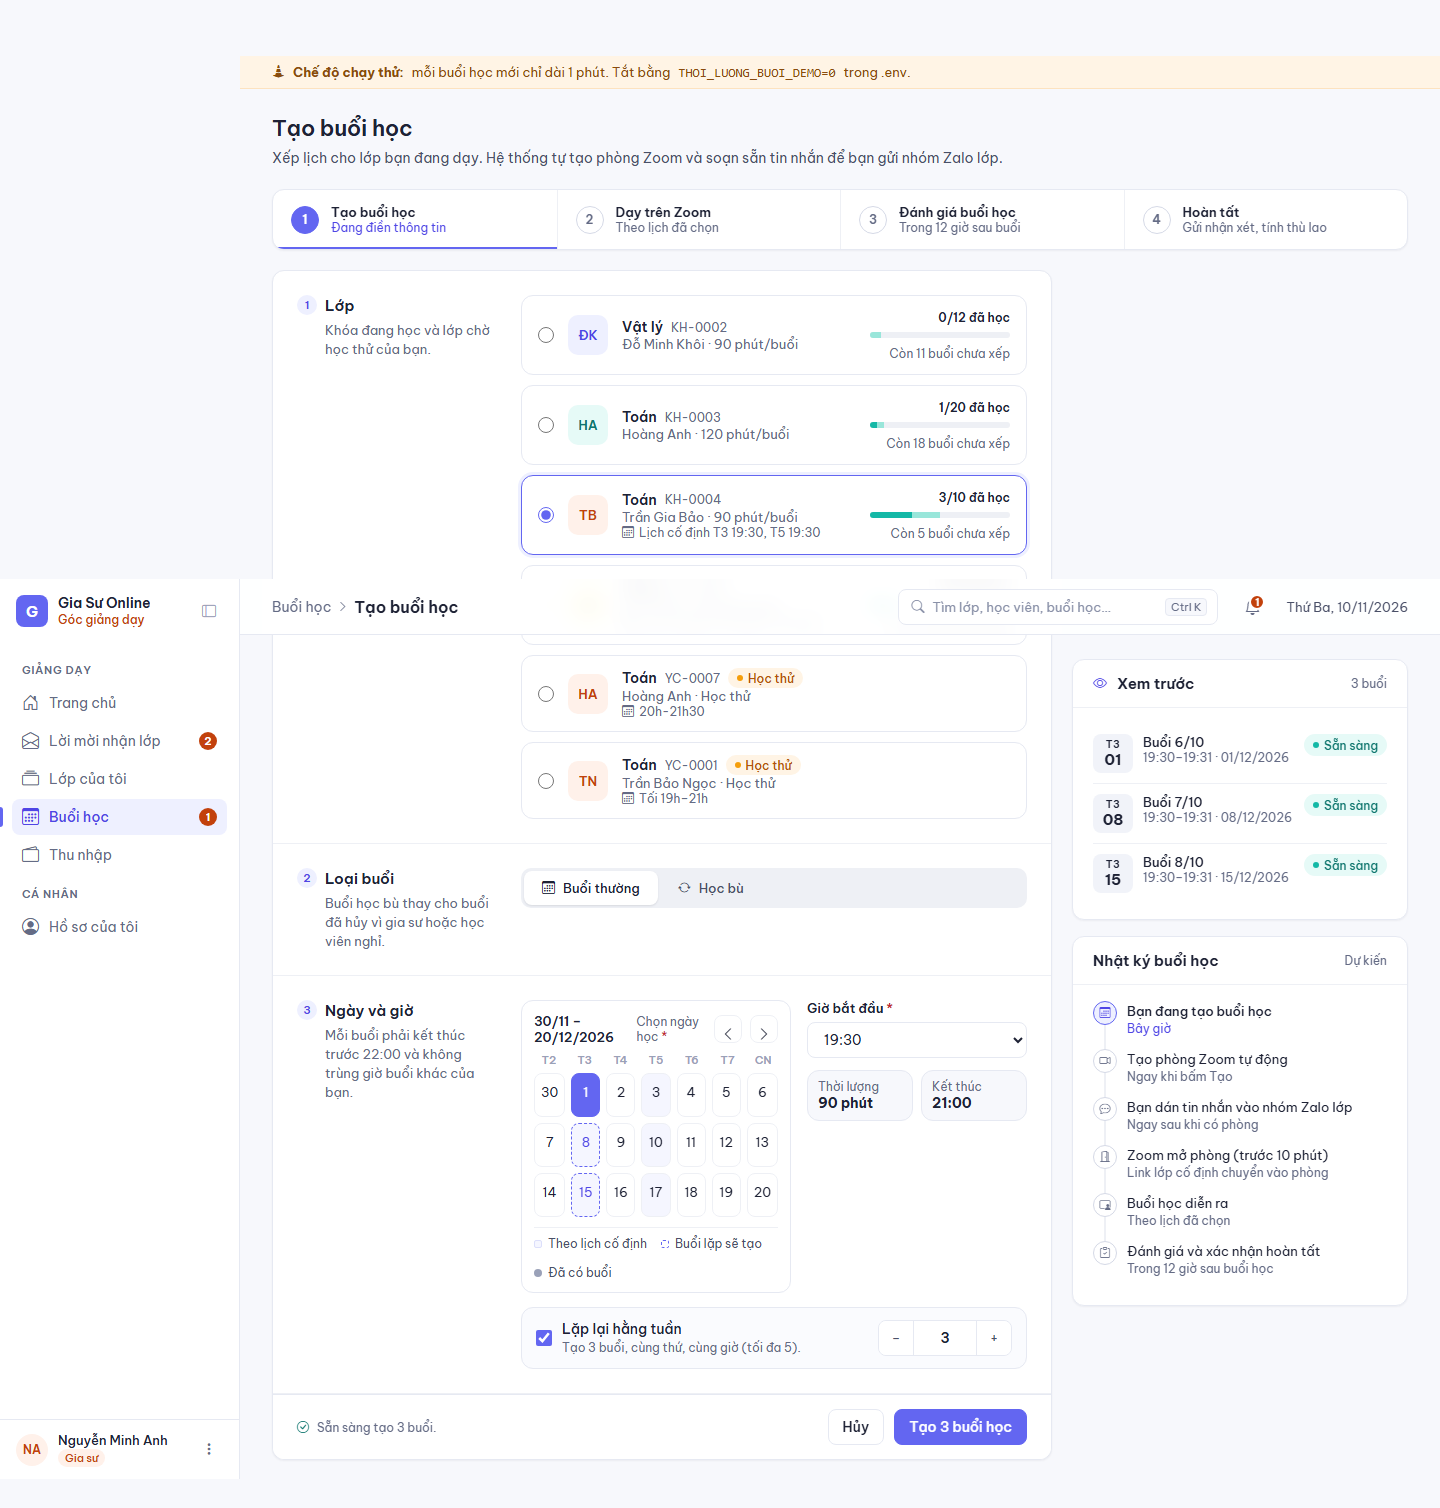 Chế độ chạy thử: mỗi buổi học mới chỉ dài 1 phút. Tắt bằng THOI_LUONG_BUOI_DEMO=0 trong .env.
Tạo buổi học
Xếp lịch cho lớp bạn đang dạy. Hệ thống tự tạo phòng Zoom và soạn sẵn tin nhắn để bạn gửi nhóm Zalo lớp.
1
Tạo buổi học
Đang điền thông tin
2
Dạy trên Zoom
Theo lịch đã chọn
3
Đánh giá buổi học
Trong 12 giờ sau buổi
4
Hoàn tất
Gửi nhận xét, tính thù lao
1 Lớp
Khóa đang học và lớp chờ
học thử của bạn.
ĐK
Vật lý KH-0002
Đỗ Minh Khôi · 90 phút/buổi
0/12 đã học
Còn 11 buổi chưa xếp
HA
Toán KH-0003
Hoàng Anh · 120 phút/buổi
1/20 đã học
Còn 18 buổi chưa xếp
TB
Toán KH-0004
Trần Gia Bảo · 90 phút/buổi
Lịch cố định T3 19:30, T5 19:30
3/10 đã học
Còn 5 buổi chưa xếp
G
Gia Sư Online
Góc giảng dạy
Buổi học > Tạo buổi học
Tìm lớp, học viên, buổi học...
Ctrl K
1
Thứ Ba, 10/11/2026
GIẢNG DẠY
Trang chủ
Lời mời nhận lớp 2
Lớp của tôi
Buổi học 1
Thu nhập
CÁ NHÂN
Hồ sơ của tôi
NA
Nguyễn Minh Anh
Gia sư
HA
Toán YC-0007 Học thử
Hoàng Anh · Học thử
20h-21h30
TN
Toán YC-0001 Học thử
Trần Bảo Ngọc · Học thử
Tối 19h-21h
2 Loại buổi
Buổi học bù thay cho buổi
đã hủy vì gia sư hoặc học
viên nghỉ.
Buổi thường
Học bù
3 Ngày và giờ
Mỗi buổi phải kết thúc
trước 22:00 và không
trùng giờ buổi khác của
bạn.
30/11 –
20/12/2026
Chọn ngày
học *
T2 T3 T4 T5 T6 T7 CN
30 1 2 3 4 5 6
7 8 9 10 11 12 13
14 15 16 17 18 19 20
Theo lịch cố định
Buổi lặp sẽ tạo
Đã có buổi
Giờ bắt đầu *
19:30
Thời lượng
90 phút
Kết thúc
21:00
Lặp lại hằng tuần
Tạo 3 buổi, cùng thứ, cùng giờ (tối đa 5).
− 3 +
Sẵn sàng tạo 3 buổi.
Hủy
Tạo 3 buổi học
Xem trước
3 buổi
T3
01
Buổi 6/10
19:30–19:31 · 01/12/2026
Sẵn sàng
T3
08
Buổi 7/10
19:30–19:31 · 08/12/2026
Sẵn sàng
T3
15
Buổi 8/10
19:30–19:31 · 15/12/2026
Sẵn sàng
Nhật ký buổi học
Dự kiến
Bạn đang tạo buổi học
Bây giờ
Tạo phòng Zoom tự động
Ngay khi bấm Tạo
Bạn dán tin nhắn vào nhóm Zalo lớp
Ngay sau khi có phòng
Zoom mở phòng (trước 10 phút)
Link lớp cố định chuyển vào phòng
Buổi học diễn ra
Theo lịch đã chọn
Đánh giá và xác nhận hoàn tất
Trong 12 giờ sau buổi học